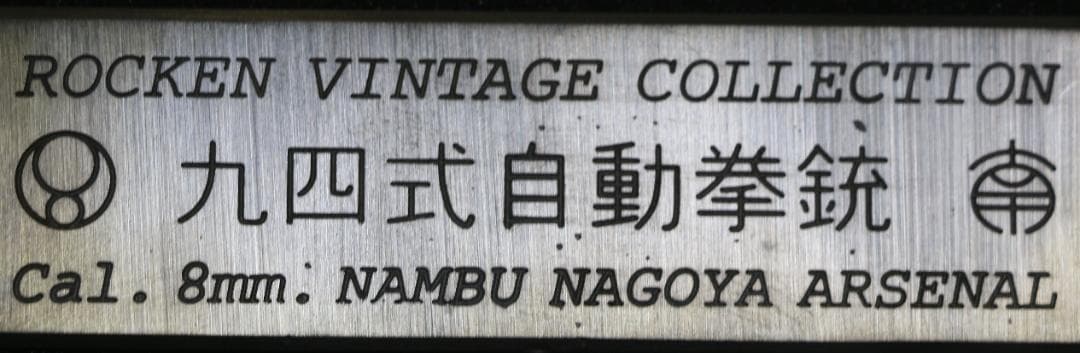 ROCKEN VINTAGE COLLECTION
九四式自動拳銃
Cal. 8mm. NAMBU NAGOYA ARSENAL